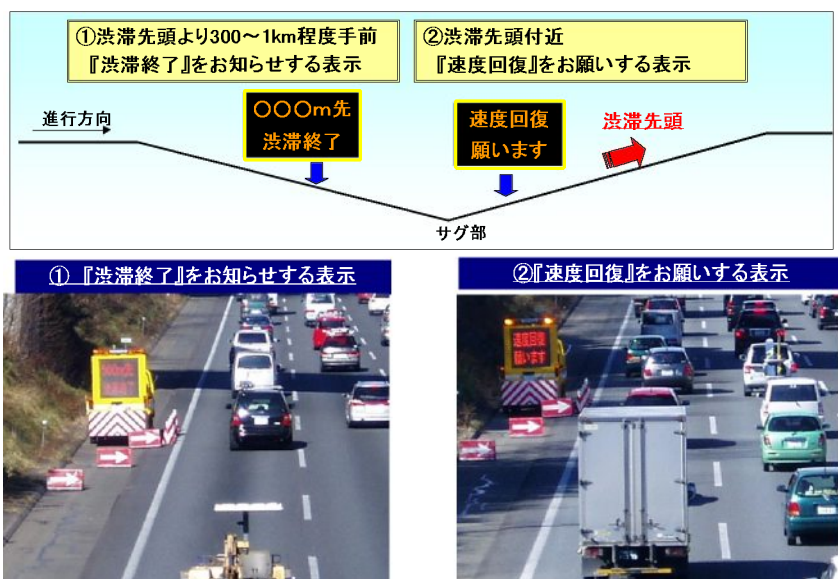 ①渋滞先頭より300～1km程度手前
『渋滞終了』をお知らせする表示
②渋滞先頭付近
『速度回復』をお願いする表示
進行方向
〇〇〇m先
渋滞終了
速度回復
願います
渋滞先頭
サグ部
① 『渋滞終了』をお知らせする表示
②『速度回復』をお願いする表示
速度回復
願います